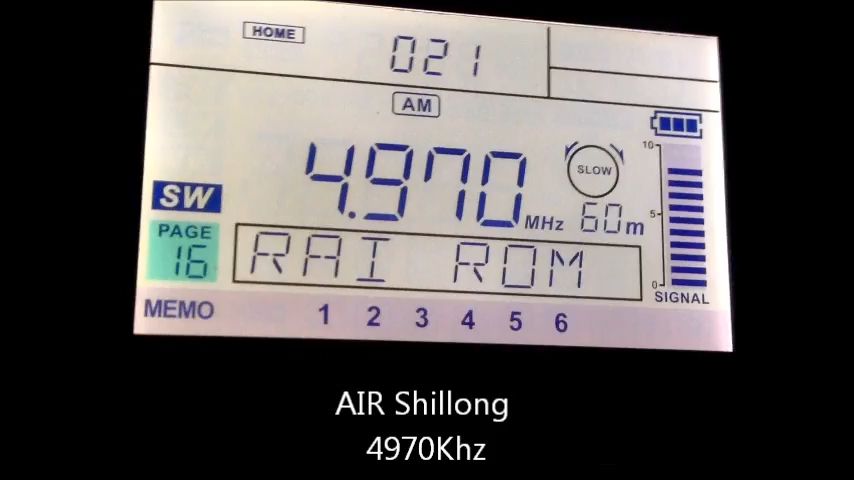 HOME
021
AM
10
4.970 MHz
SLOW
SW
60m
5
PAGE
16
RAI ROM
0
SIGNAL
MEMO 1 2 3 4 5 6
AIR Shillong
4970Khz